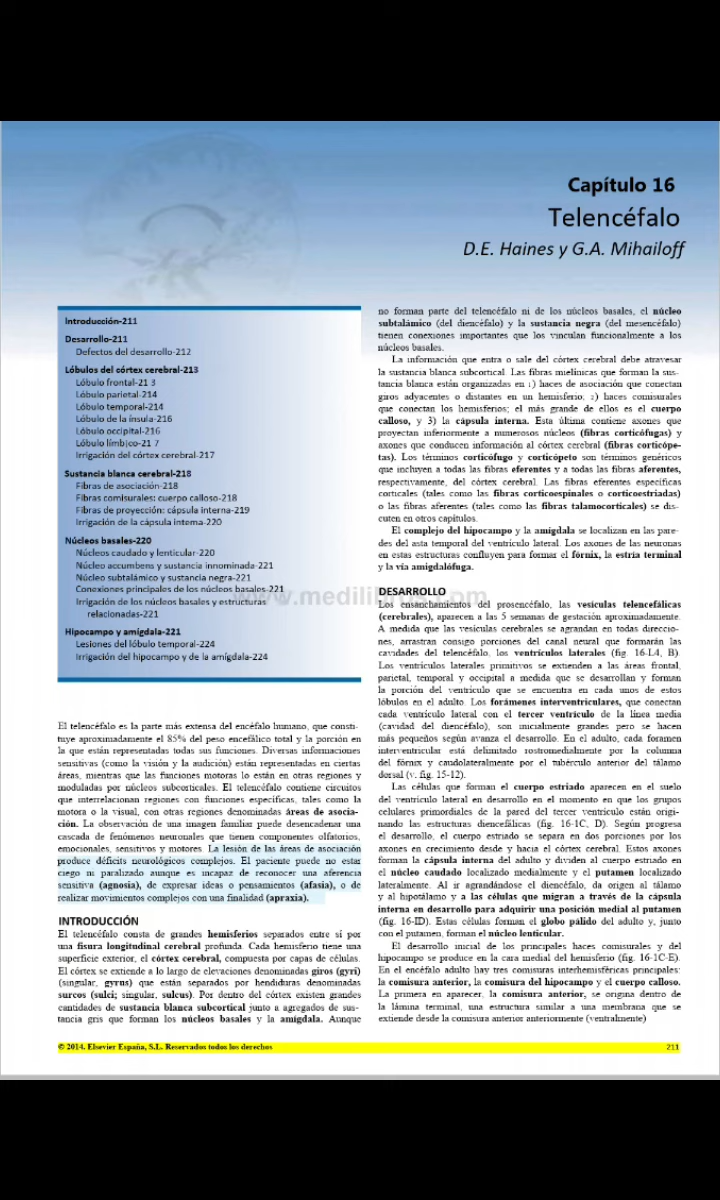 Capítulo 16
Telencéfalo
D.E. Haines y G.A. Mihailoff
Introducción-211
Desarrollo-211
Defectos del desarrollo-212
Lóbulos del córtex cerebral-213
Lóbulo frontal-21 3
Lóbulo parietal-214
Lóbulo temporal-214
Lóbulo de la ínsula-216
Lóbulo occipital-216
Lóbulo límb¡co-21 7
Irrigación del córtex cerebral-217
Sustancia blanca cerebral-218
Fibras de asociación-218
Fibras comisurales: cuerpo calloso-218
Fibras de proyección: cápsula interna-219
Irrigación de la cápsula intema-220
Núcleos basales-220
Núcleos caudado y lenticular-220
Núcleo accumbens y sustancia innominada-221
Núcleo subtalámico y sustancia negra-221
Conexiones principales de los núcleos basales-221
Irrigación de los núcleos basales y estructuras
relacionadas-221
Hipocampo y amígdala-221
Lesiones del lóbulo temporal-224
Irrigación del hipocampo y de la amígdala-224
El telencéfalo es la parte más extensa del encéfalo humano, que consti-
tuye aproximadamente el 85% del peso encefálico total y la porción en
la que están representadas todas sus funciones. Diversas informaciones
sensitivas (como la visión y la audición) están representadas en ciertas
áreas, mientras que las funciones motoras lo están en otras regiones y
moduladas por núcleos subcorticales. El telencéfalo contiene circuitos
que interrelacionan regiones con funciones específicas, tales como la
motora o la visual, con otras regiones denominadas áreas de asocia-
ción. La observación de una imagen familiar puede desencadenar una
cascada de fenómenos neuronales que tienen componentes olfatorios,
emocionales, sensitivos y motores. La lesión de las áreas de asociación
produce déficits neurológicos complejos. El paciente puede no estar
ciego ni paralizado aunque es incapaz de reconocer una aferencia
sensitiva (agnosia), de expresar ideas o pensamientos (afasia), o de
realizar movimientos complejos con una finalidad (apraxia).
INTRODUCCIÓN
El telencéfalo consta de grandes hemisferios separados entre sí por
una fisura longitudinal cerebral profunda. Cada hemisferio tiene una
superficie exterior, el córtex cerebral, compuesta por capas de células.
El córtex se extiende a lo largo de elevaciones denominadas giros (gyri)
(singular, gyrus) que están separados por hendiduras denominadas
surcos (sulci; singular, sulcus). Por dentro del córtex existen grandes
cantidades de sustancia blanca subcortical junto a agregados de sus-
tancia gris que forman los núcleos basales y la amígdala. Aunque
no forman parte del telencéfalo ni de los núcleos basales, el núcleo
subtalámico (del diencéfalo) y la sustancia negra (del mesencéfalo)
tienen conexiones importantes que los vinculan funcionalmente a los
núcleos basales.
La información que entra o sale del córtex cerebral debe atravesar
la sustancia blanca subcortical. Las fibras mielínicas que forman la sus-
tancia blanca están organizadas en 1) haces de asociación que conectan
giros adyacentes o distantes en un hemisferio; 2) haces comisurales
que conectan los hemisferios; el más grande de ellos es el cuerpo
calloso, y 3) la cápsula interna. Esta última contiene axones que
proyectan inferiormente a numerosos núcleos (fibras corticófugas) y
axones que conducen información al córtex cerebral (fibras corticópe-
tas). Los términos corticófugo y corticópeto son términos genéricos
que incluyen a todas las fibras eferentes y a todas las fibras aferentes,
respectivamente, del córtex cerebral. Las fibras eferentes específicas
corticales (tales como las fibras corticoespinales o corticoestriadas)
o las fibras aferentes (tales como las fibras talamocorticales) se dis-
cuten en otros capítulos.
El complejo del hipocampo y la amígdala se localizan en las pare-
des del asta temporal del ventrículo lateral. Los axones de las neuronas
en estas estructuras confluyen para formar el fórnix, la estría terminal
y la vía amigdalófuga.
www.medilibros.com
DESARROLLO
Los ensanchamientos del prosencéfalo, las vesículas telencefálicas
(cerebrales), aparecen a las 5 semanas de gestación aproximadamente.
A medida que las vesículas cerebrales se agrandan en todas direccio-
nes, arrastran consigo porciones del canal neural que formarán las
cavidades del telencéfalo, los ventrículos laterales (fig. 16-L4, B).
Los ventrículos laterales primitivos se extienden a las áreas frontal,
parietal, temporal y occipital a medida que se desarrollan y forman
la porción del ventrículo que se encuentra en cada unos de estos
lóbulos en el adulto. Los forámenes interventriculares, que conectan
cada ventrículo lateral con el tercer ventrículo de la línea media
(cavidad del diencéfalo), son inicialmente grandes pero se hacen
más pequeños según avanza el desarrollo. En el adulto, cada foramen
interventricular está delimitado rostromedialmente por la columna
del fórnix y caudolateralmente por el tubérculo anterior del tálamo
dorsal (v. fig. 15-12).
Las células que forman el cuerpo estriado aparecen en el suelo
del ventrículo lateral en desarrollo en el momento en que los grupos
celulares primordiales de la pared del tercer ventrículo están origi-
nando las estructuras diencefálicas (fig. 16-1C, D). Según progresa
el desarrollo, el cuerpo estriado se separa en dos porciones por los
axones en crecimiento desde y hacia el córtex cerebral. Estos axones
forman la cápsula interna del adulto y dividen al cuerpo estriado en
el núcleo caudado localizado medialmente y el putamen localizado
lateralmente. Al ir agrandándose el diencéfalo, da origen al tálamo
y al hipotálamo y a las células que migran a través de la cápsula
interna en desarrollo para adquirir una posición medial al putamen
(fig. 16-ID). Estas células forman el globo pálido del adulto y, junto
con el putamen, forman el núcleo lenticular.
El desarrollo inicial de los principales haces comisurales y del
hipocampo se produce en la cara medial del hemisferio (fig. 16-1C-E).
En el encéfalo adulto hay tres comisuras interhemisféricas principales:
la comisura anterior, la comisura del hipocampo y el cuerpo calloso.
La primera en aparecer, la comisura anterior, se origina dentro de
la lámina terminal, una estructura similar a una membrana que se
extiende desde la comisura anterior anteriormente (ventralmente)
© 2014. Elsevier España, S.L. Reservados todos los derechos
211